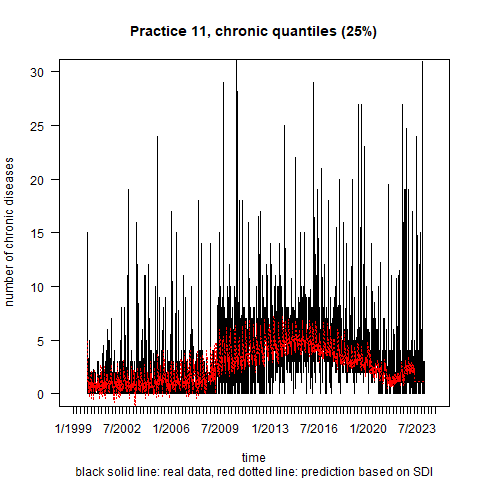 Practice 11, chronic quantiles (25%)
number of chronic diseases
30
25
20
15
10
5
0
1/1999 7/2002 1/2006 7/2009 1/2013 7/2016 1/2020 7/2023
time
black solid line: real data, red dotted line: prediction based on SDI